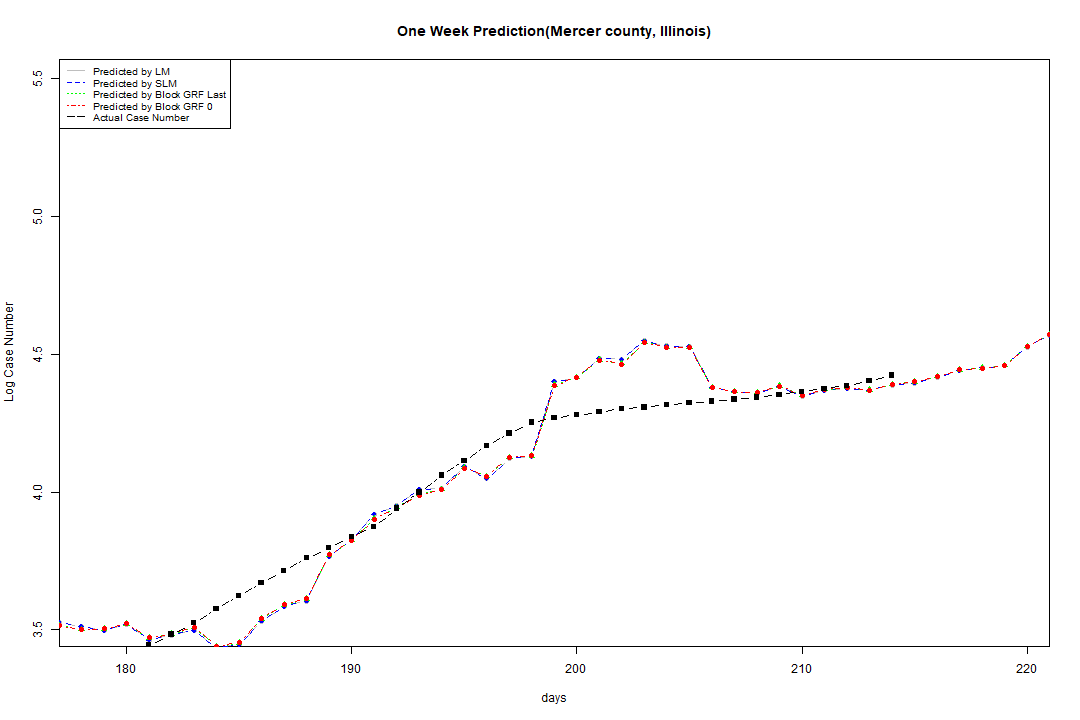 One Week Prediction(Mercer county, Illinois)
Predicted by LM
Predicted by SLM
Predicted by Block GRF Last
Predicted by Block GRF 0
Actual Case Number
5.5
5.0
4.5
4.0
3.5
Log Case Number
180 190 200 210 220
days